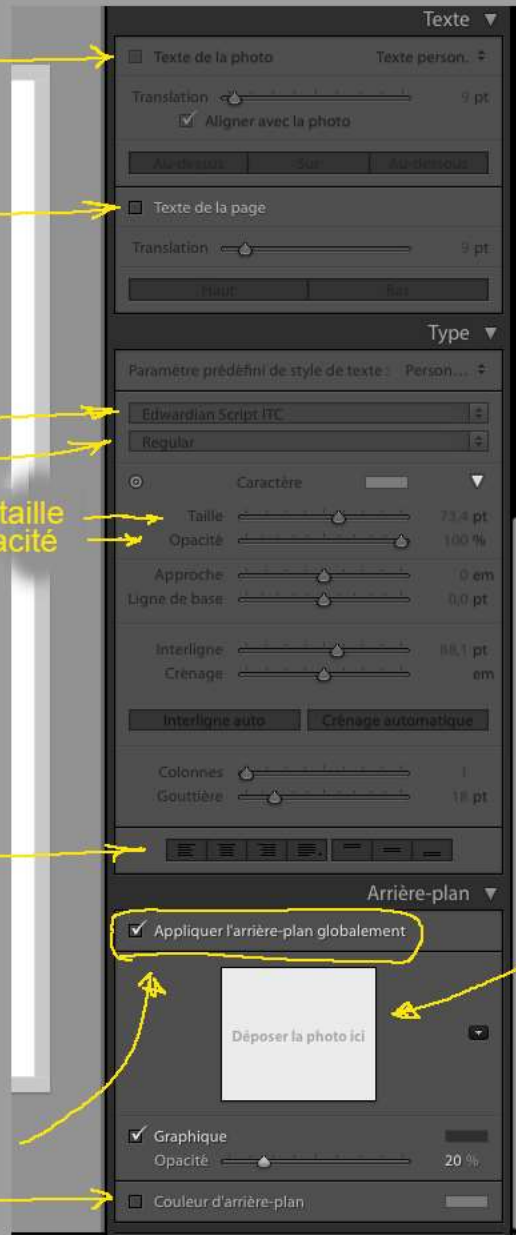 Texte ▼
Texte de la photo Texte person.
Translation 9 pt
Aligner avec la photo
Au-dessus Sur Au-dessous
Texte de la page
Translation 9 pt
Haut Bas
Type ▼
Paramètre prédéfini de style de texte : Person...
Edwardian Script ITC
Regular
Caractère
taille
Taille 73,4 pt
acité
Opacité 100 %
Approche 0 em
Ligne de base 0,0 pt
Interligne 88,1 pt
Crénage em
Interligne auto Crénage automatique
Colonnes 1
Gouttière 18 pt
Arrière-plan ▼
Appliquer l'arrière-plan globalement
Déposer la photo ici
Graphique
Opacité 20 %
Couleur d'arrière-plan